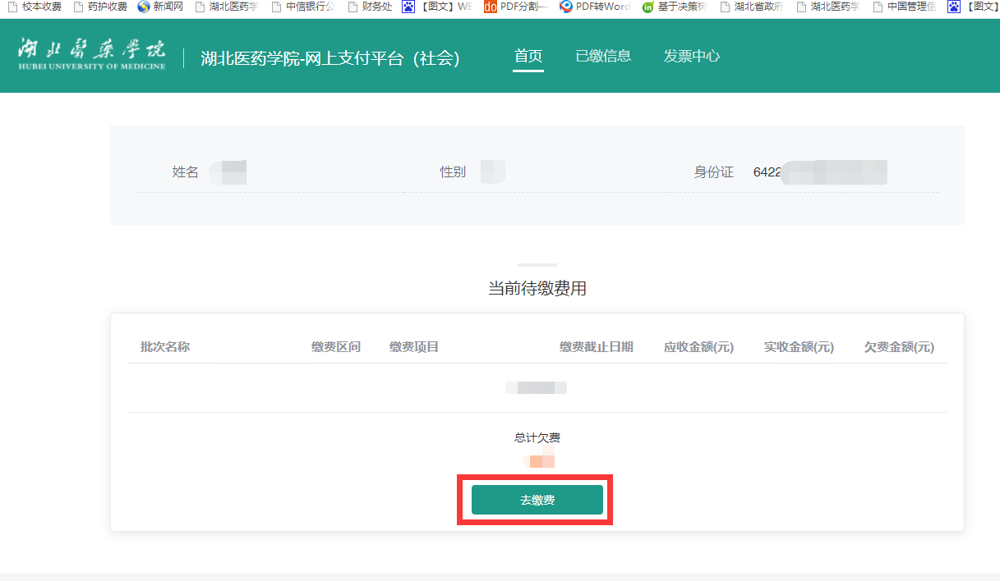 校本收费 药护收费 新闻网 湖北医药学 中信银行公 财务处 【图文】WE do PDF分割— PDF转Word in 基于决策树 湖北省政府 湖北医药学 中国管理信 【图文】
湖北醫藥學院
HUBEI UNIVERSITY OF MEDICINE
湖北医药学院-网上支付平台（社会） 首页 已缴信息 发票中心
姓名 性别 身份证 6422
当前待缴费用
批次名称 缴费区间 缴费项目 缴费截止日期 应收金额(元) 实收金额(元) 欠费金额(元)
总计欠费
去缴费